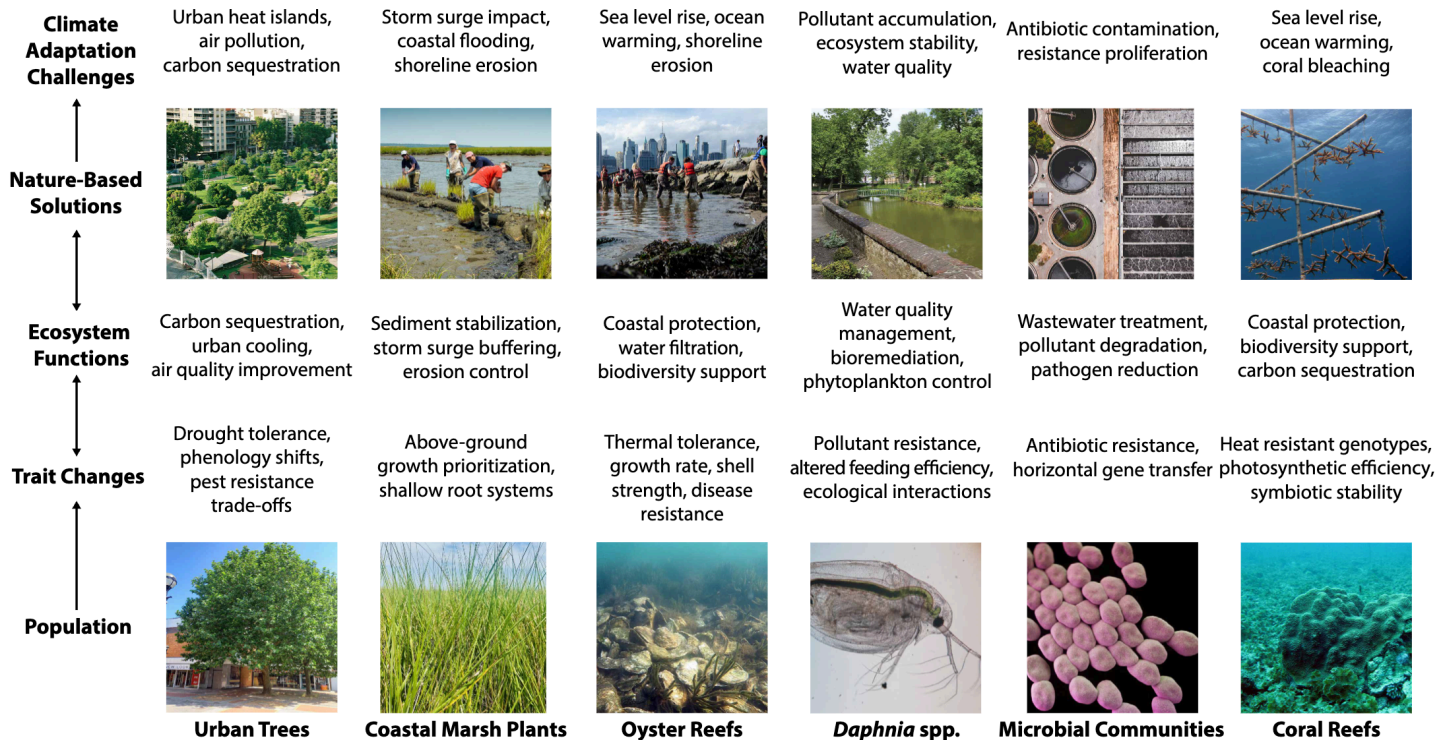 Climate
Adaptation
Challenges
Urban heat islands,
air pollution,
carbon sequestration
Storm surge impact,
coastal flooding,
shoreline erosion
Sea level rise, ocean
warming, shoreline
erosion
Pollutant accumulation,
ecosystem stability,
water quality
Antibiotic contamination,
resistance proliferation
Sea level rise,
ocean warming,
coral bleaching
Nature-Based
Solutions
Ecosystem
Functions
Carbon sequestration,
urban cooling,
air quality improvement
Sediment stabilization,
storm surge buffering,
erosion control
Coastal protection,
water filtration,
biodiversity support
Water quality
management,
bioremediation,
phytoplankton control
Wastewater treatment,
pollutant degradation,
pathogen reduction
Coastal protection,
biodiversity support,
carbon sequestration
Trait Changes
Drought tolerance,
phenology shifts,
pest resistance
trade-offs
Above-ground
growth prioritization,
shallow root systems
Thermal tolerance,
growth rate, shell
strength, disease
resistance
Pollutant resistance,
altered feeding efficiency,
ecological interactions
Antibiotic resistance,
horizontal gene transfer
Heat resistant genotypes,
photosynthetic efficiency,
symbiotic stability
Population
Urban Trees
Coastal Marsh Plants
Oyster Reefs
Daphnia spp.
Microbial Communities
Coral Reefs